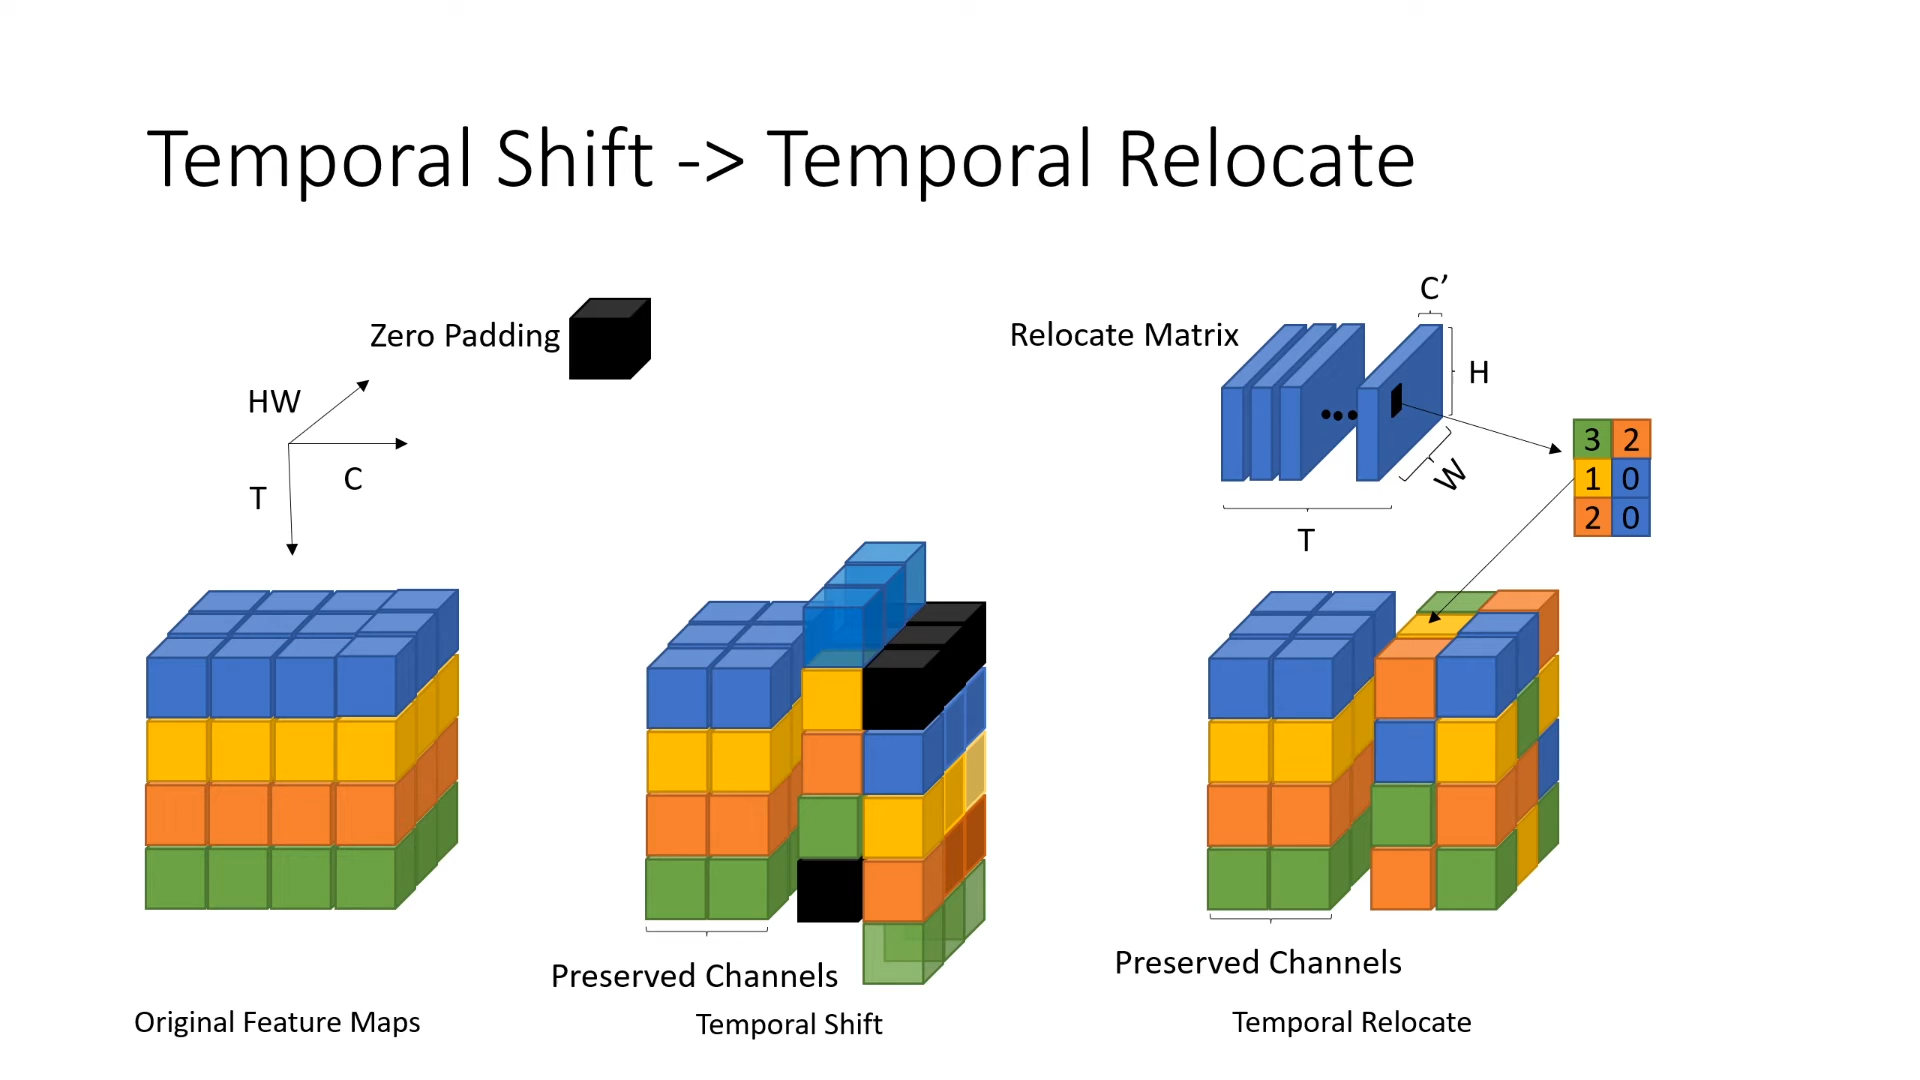 Temporal Shift -> Temporal Relocate
Zero Padding
HW
C
T
Relocate Matrix
C’
H
W
T
3 2
1 0
2 0
Preserved Channels
Preserved Channels
Original Feature Maps
Temporal Shift
Temporal Relocate